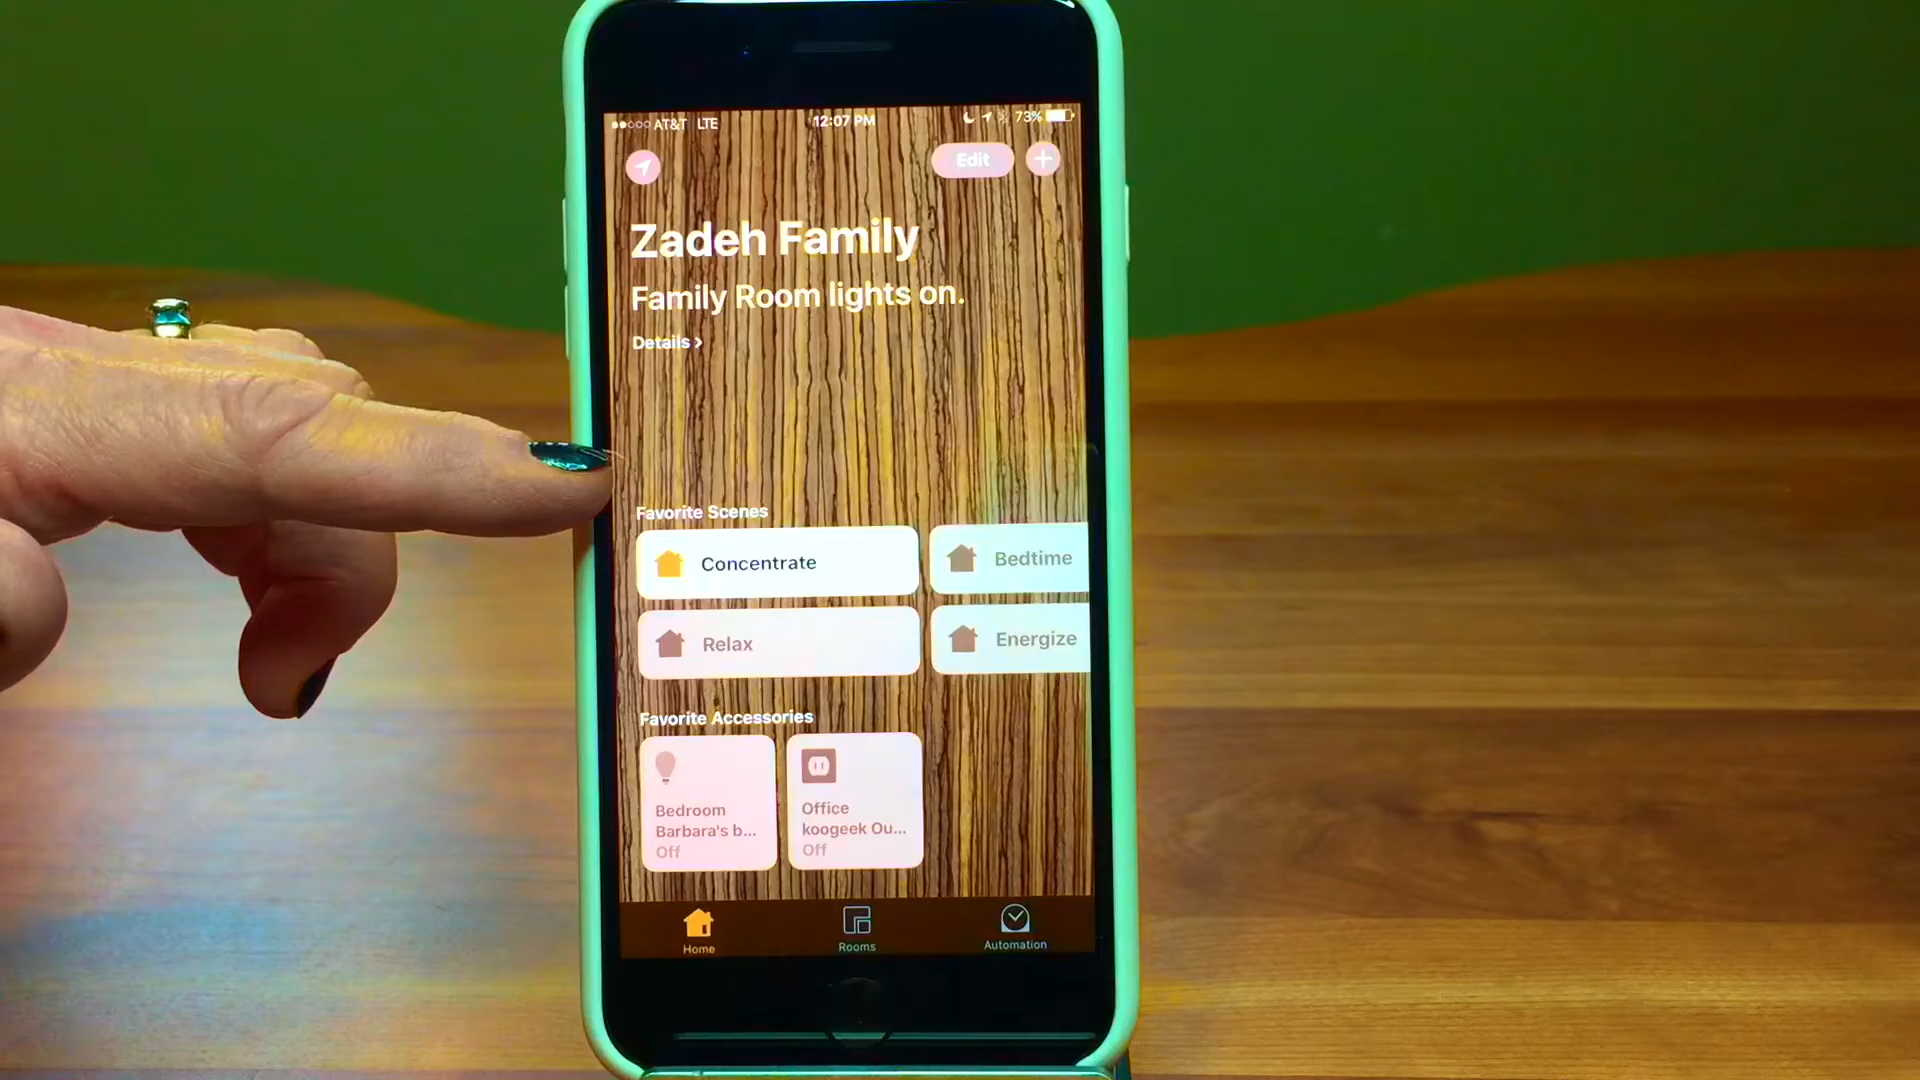 AT&T LTE 12:07 PM 73%
Edit
Zadeh Family
Family Room lights on.
Details
Favorite Scenes
Concentrate
Bedtime
Relax
Energize
Favorite Accessories
Bedroom
Barbara's b...
Off
Office
koogeek Ou...
Off
Home
Rooms
Automation